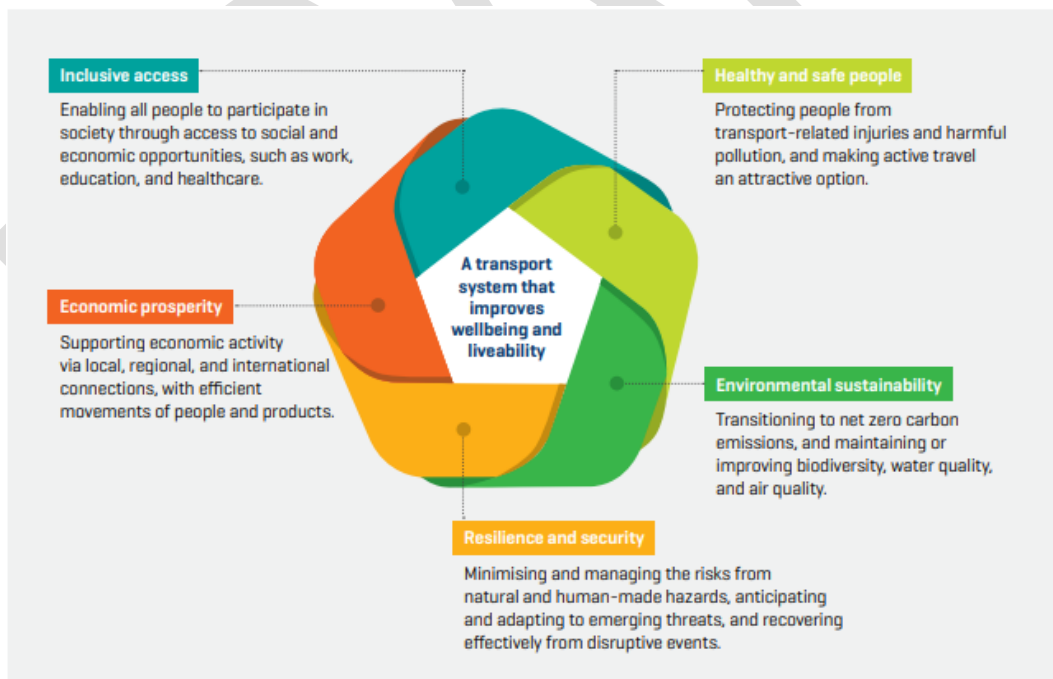 Inclusive access
Enabling all people to participate in
society through access to social and
economic opportunities, such as work,
education, and healthcare.
Healthy and safe people
Protecting people from
transport-related injuries and harmful
pollution, and making active travel
an attractive option.
A transport
system that
improves
wellbeing and
liveability
Economic prosperity
Supporting economic activity
via local, regional, and international
connections, with efficient
movements of people and products.
Environmental sustainability
Transitioning to net zero carbon
emissions, and maintaining or
improving biodiversity, water quality,
and air quality.
Resilience and security
Minimising and managing the risks from
natural and human-made hazards, anticipating
and adapting to emerging threats, and recovering
effectively from disruptive events.